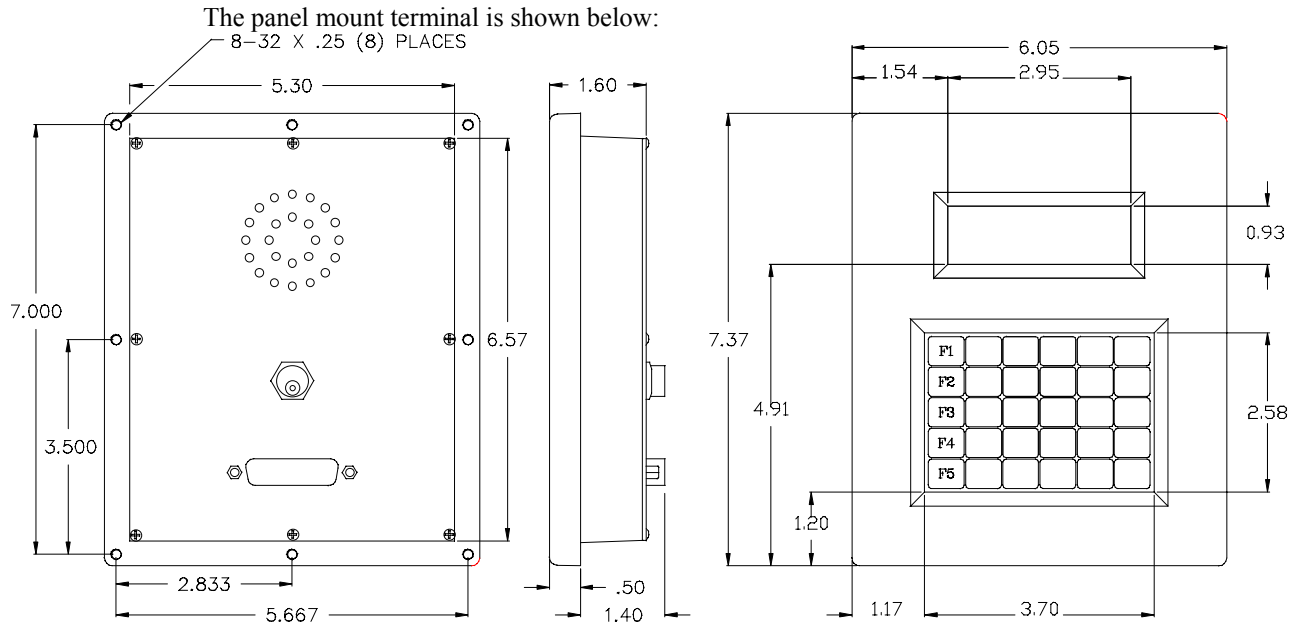 The panel mount terminal is shown below:
8-32 X .25 (8) PLACES
5.30
1.60
6.05
1.54
2.95
0.93
7.000
6.57
7.37
4.91
3.500
2.58
F1
F2
F3
F4
F5
1.20
2.833
.50
5.667
1.40
1.17
3.70